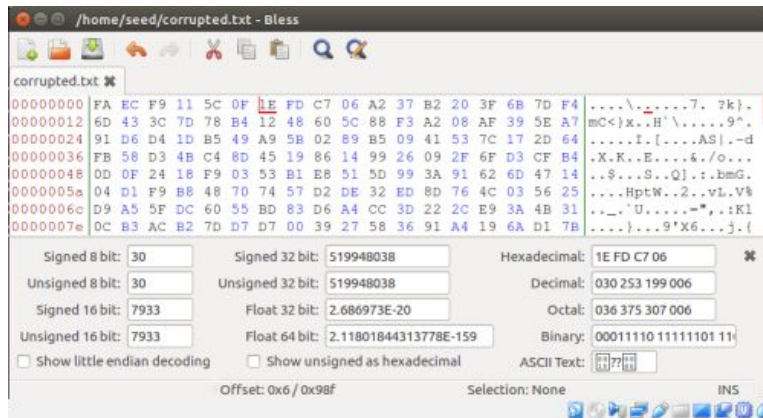 /home/seed/corrupted.txt - Bless
corrupted.txt
00000000 FA EC F9 11 5C 0F 1E FD C7 06 A2 37 B2 20 3F 6B 7D F4 ....\......7. ?k}.
00000012 6D 43 3C 7D 78 B4 12 48 60 5C 88 F3 A2 08 AF 39 5E A7 mC<}x..H`\.....9^.
00000024 91 D6 D4 1D B5 49 A9 5B 02 89 B5 09 41 53 7C 17 2D 64 .....I.[....AS|.-d
00000036 FB 58 D3 4B C4 8D 45 19 86 14 99 26 09 2F 6F D3 CF B4 .X.K..E....&./o...
00000048 0D 0F 24 18 F9 03 53 B1 E8 51 5D 99 3A 91 62 6D 47 14 ..$...S..Q].:.bmG.
0000005a 04 D1 F9 B8 48 70 74 57 D2 DE 32 ED 8D 76 4C 03 56 25 ....HptW..2..vL.V%
0000006c D9 A5 5F DC 60 55 BD 83 D6 A4 CC 3D 22 2C E9 3A 4B 31 .._.`U.....=",.:K1
0000007e 0C B3 AC B2 7D D7 D7 00 39 27 58 36 91 A4 19 6A D1 7B ....}...9'X6...j.{
Signed 8 bit: 30 Signed 32 bit: 519948038 Hexadecimal: 1E FD C7 06
Unsigned 8 bit: 30 Unsigned 32 bit: 519948038 Decimal: 030 253 199 006
Signed 16 bit: 7933 Float 32 bit: 2.686973E-20 Octal: 036 375 307 006
Unsigned 16 bit: 7933 Float 64 bit: 2.11801844313778E-159 Binary: 00011110 11111101 11
Show little endian decoding Show unsigned as hexadecimal ASCII Text: ??
Offset: 0x6 / 0x98f Selection: None INS